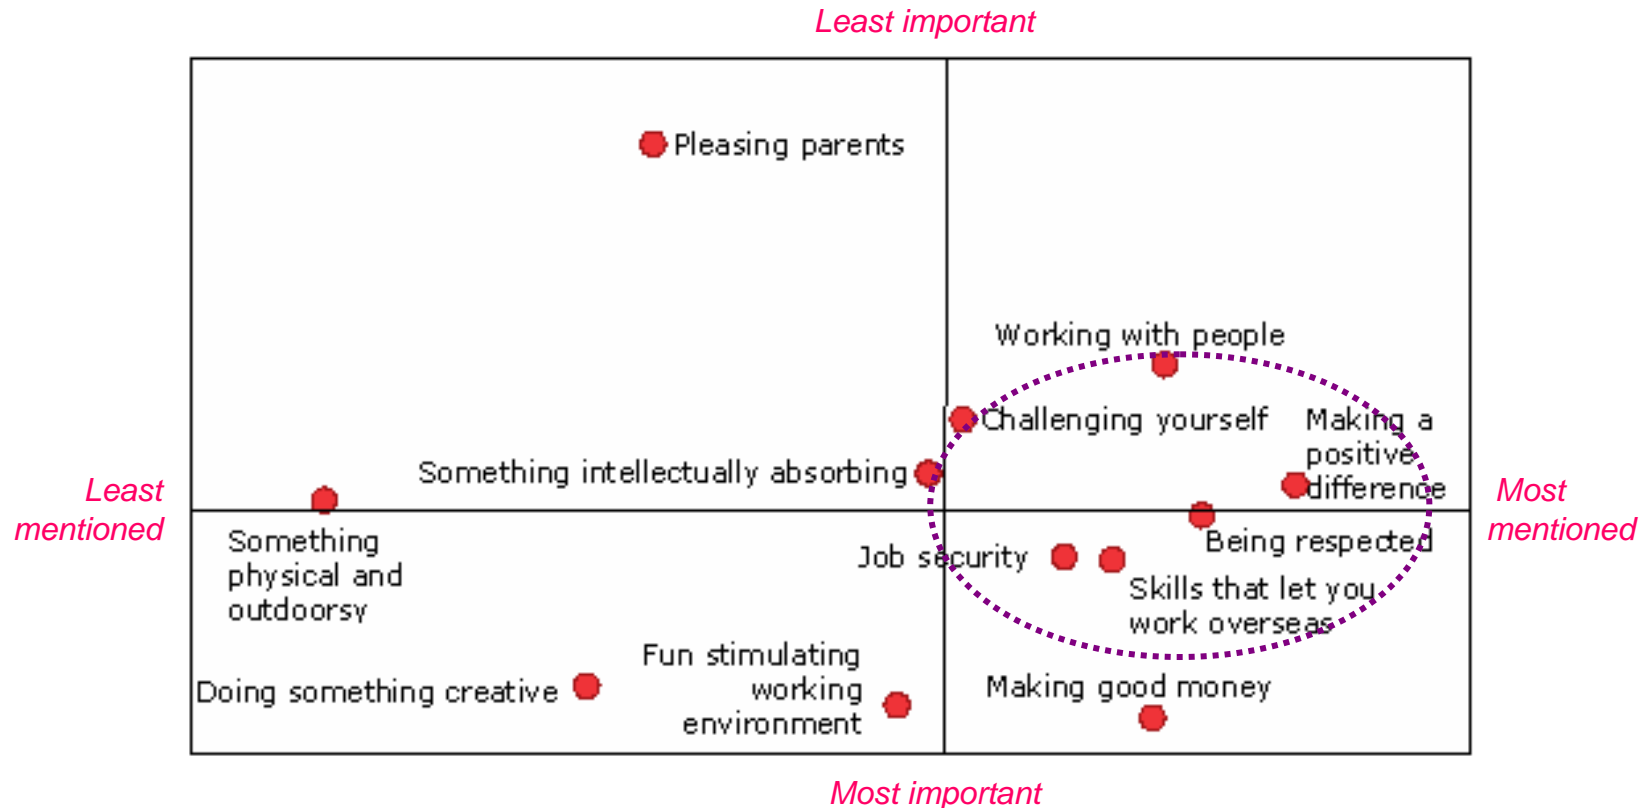 Least important
Pleasing parents
Working with people
Challenging yourself
Making a
positive
difference
Something intellectually absorbing
Least
mentioned
Most
mentioned
Something
physical and
outdoorsy
Job security
Being respected
Skills that let you
work overseas
Fun stimulating
working
environment
Doing something creative
Making good money
Most important